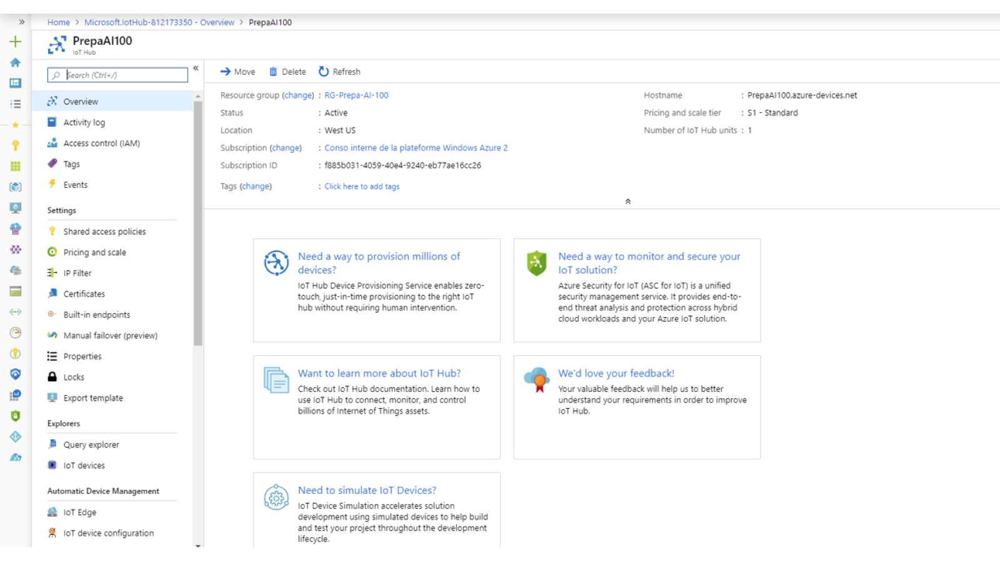 Home > Microsoft.IotHub-812173350 - Overview > PrepaAI100
PrepaAI100
IoT Hub
Search (Ctrl+/)
Overview
Activity log
Access control (IAM)
Tags
Events
Settings
Shared access policies
Pricing and scale
IP Filter
Certificates
Built-in endpoints
Manual failover (preview)
Properties
Locks
Export template
Explorers
Query explorer
IoT devices
Automatic Device Management
IoT Edge
IoT device configuration
Move Delete Refresh
Resource group (change) : RG-Prepa-AI-100
Status : Active
Location : West US
Subscription (change) : Conso interne de la plateforme Windows Azure 2
Subscription ID : f885b031-4059-40e4-9240-eb77ae16cc26
Tags (change) : Click here to add tags
Hostname : PrepaAI100.azure-devices.net
Pricing and scale tier : S1 - Standard
Number of IoT Hub units : 1
Need a way to provision millions of
devices?
IoT Hub Device Provisioning Service enables zero-
touch, just-in-time provisioning to the right IoT
hub without requiring human intervention.
Need a way to monitor and secure your
IoT solution?
Azure Security for IoT (ASC for IoT) is a unified
security management service. It provides end-to-
end threat analysis and protection across hybrid
cloud workloads and your Azure IoT solution.
Want to learn more about IoT Hub?
Check out IoT Hub documentation. Learn how to
use IoT Hub to connect, monitor, and control
billions of Internet of Things assets.
We'd love your feedback!
Your valuable feedback will help us to better
understand your requirements in order to improve
IoT Hub.
Need to simulate IoT Devices?
IoT Device Simulation accelerates solution
development using simulated devices to help build
and test your project throughout the development
lifecycle.